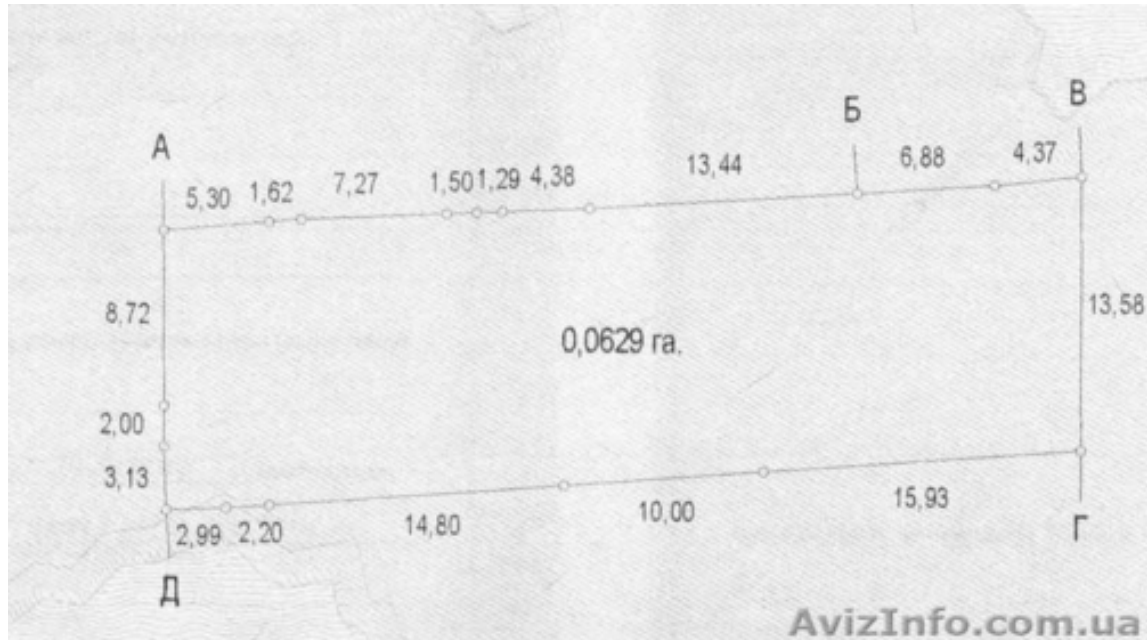 В
Б
А
6,88 4,37
13,44
5,30 1,62 7,27 1,50 1,29 4,38
8,72
13,58
0,0629 га.
2,00
3,13
2,99 2,20 14,80 10,00 15,93
Г
Д
AvizInfo.com.ua